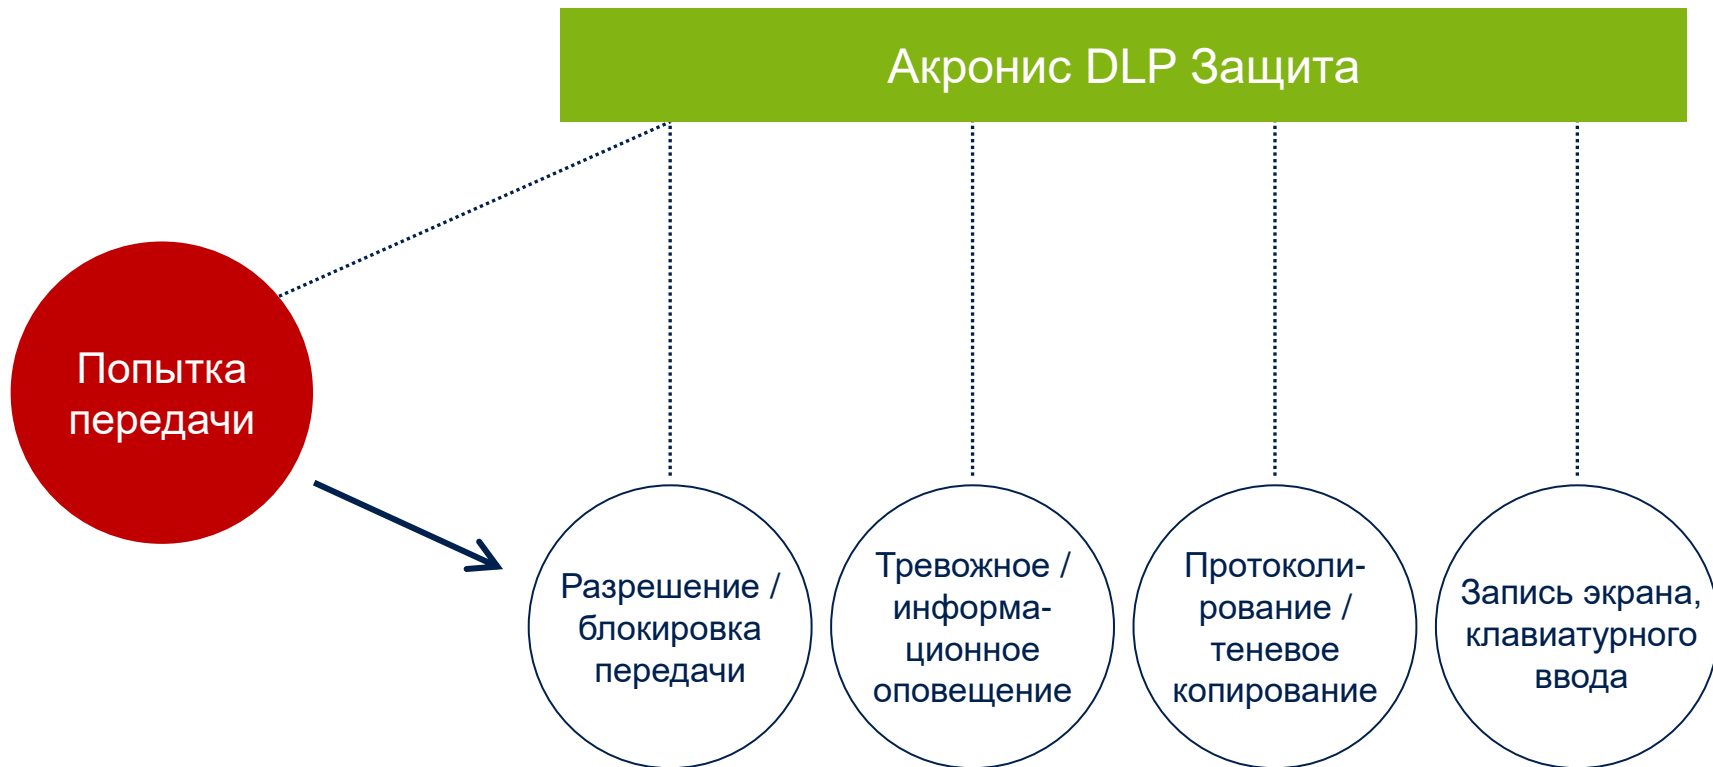 Акронис DLP Защита
Попытка
передачи
Разрешение /
блокировка
передачи
Тревожное /
информа-
ционное
оповещение
Протоколи-
рование /
теневое
копирование
Запись экрана,
клавиатурного
ввода